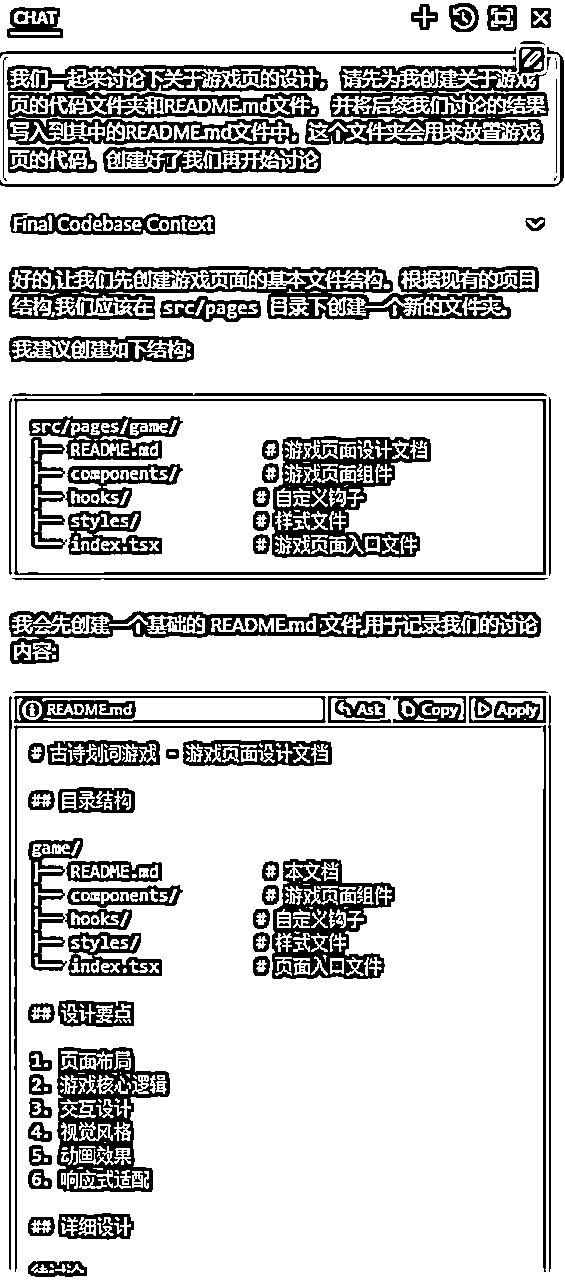 CHAT
我们一起来讨论下关于游戏页的设计， 请先为我创建关于游戏
页的代码文件夹和README.md文件， 并将后续我们讨论的结果
写入到其中的README.md文件中，这个文件夹会用来放置游戏
页的代码。创建好了我们再开始讨论
Final Codebase Context
好的,让我们先创建游戏页面的基本文件结构。根据现有的项目
结构,我们应该在 src/pages 目录下创建一个新的文件夹。
我建议创建如下结构:
src/pages/game/
├── README.md # 游戏页面设计文档
├── components/ # 游戏页面组件
├── hooks/ # 自定义钩子
├── styles/ # 样式文件
└── index.tsx # 游戏页面入口文件
我会先创建一个基础的 README.md 文件,用于记录我们的讨论
内容:
README.md Ask Copy Apply
# 古诗划词游戏 - 游戏页面设计文档
## 目录结构
game/
├── README.md # 本文档
├── components/ # 游戏页面组件
├── hooks/ # 自定义钩子
├── styles/ # 样式文件
└── index.tsx # 页面入口文件
## 设计要点
1. 页面布局
2. 游戏核心逻辑
3. 交互设计
4. 视觉风格
5. 动画效果
6. 响应式适配
## 详细设计